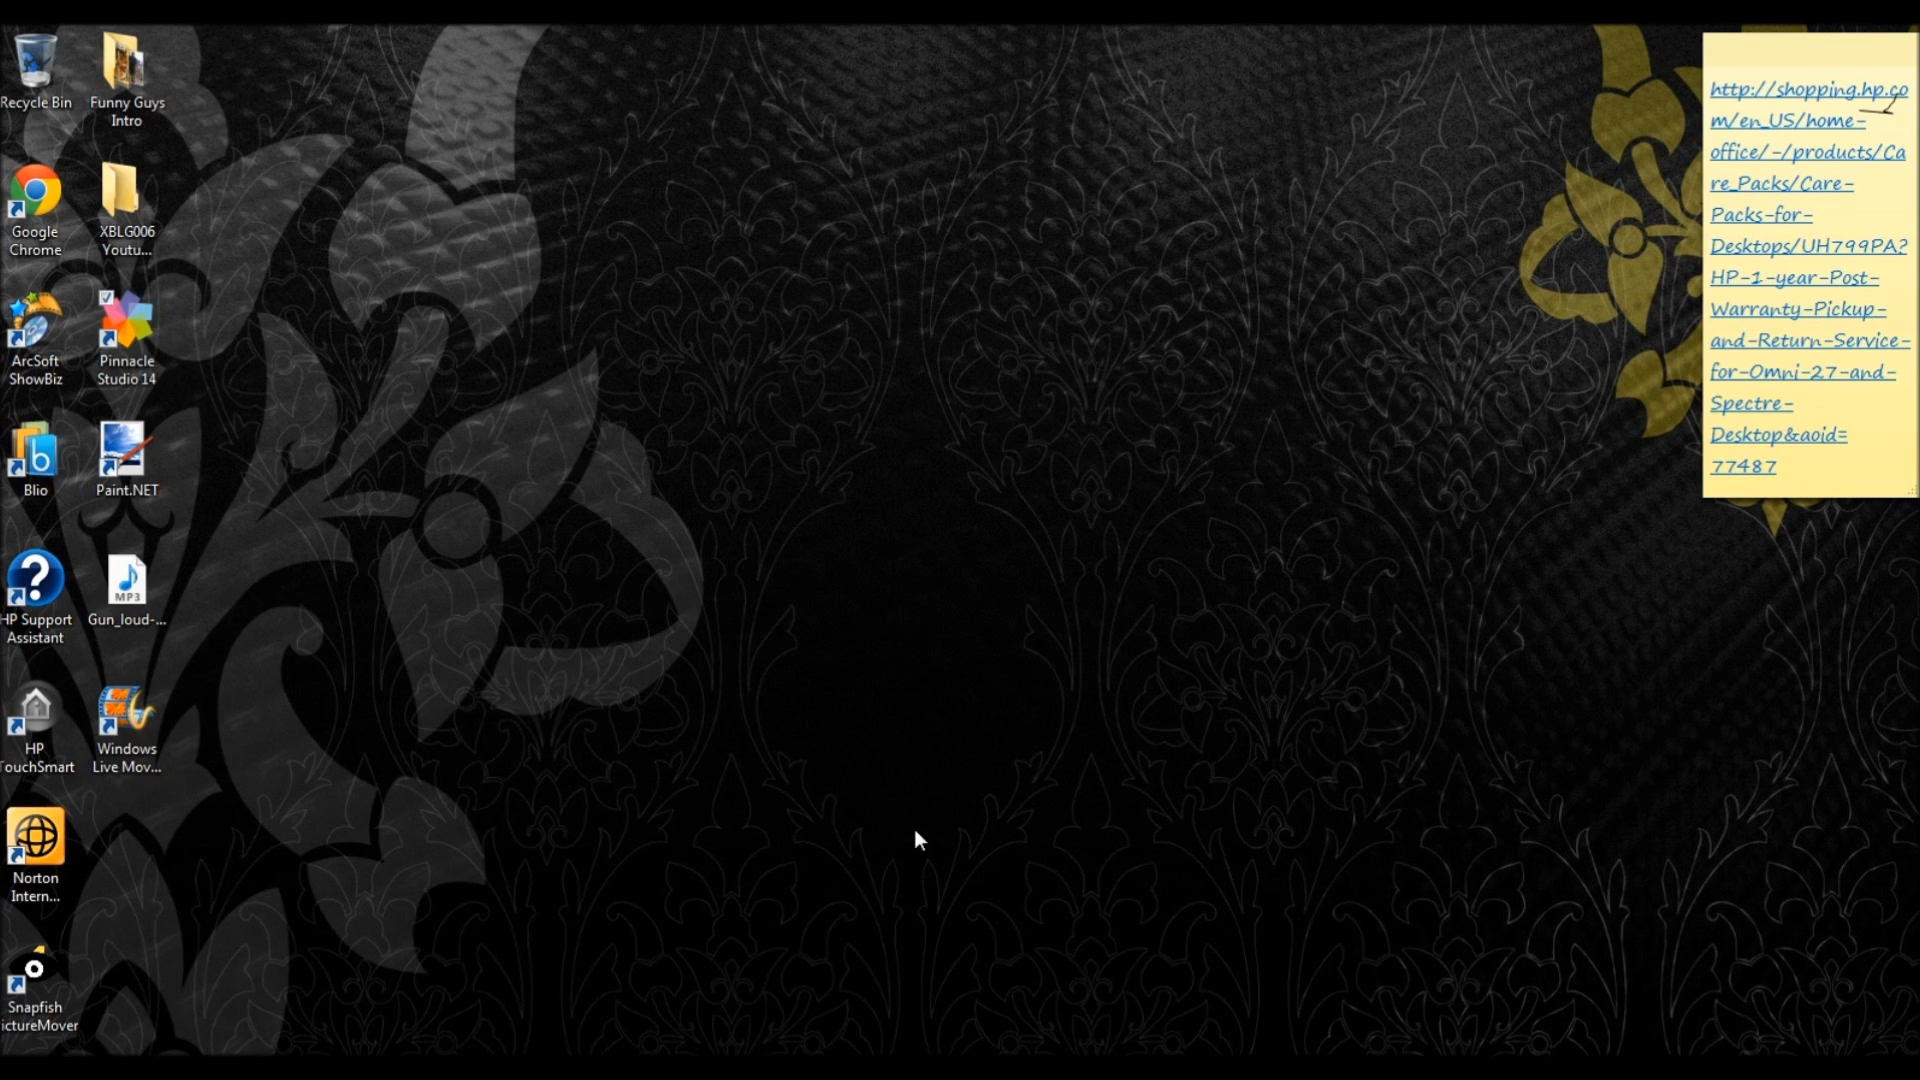 Recycle Bin
Funny Guys
Intro
Google
Chrome
XBLG006
Youtu...
ArcSoft
ShowBiz
Pinnacle
Studio 14
b
Blio
Paint.NET
?
HP Support
Assistant
MP3
Gun_loud-...
HP
TouchSmart
Windows
Live Mov...
Norton
Intern...
Snapfish
ictureMover
http://shopping.hp.co
m/en_US/home-
office/-/products/Ca
re_Packs/Care-
Packs-for-
Desktops/UH799PA?
HP-1-year-Post-
Warranty-Pickup-
and-Return-Service-
for-Omni-27-and-
Spectre-
Desktop&aoid=
77487